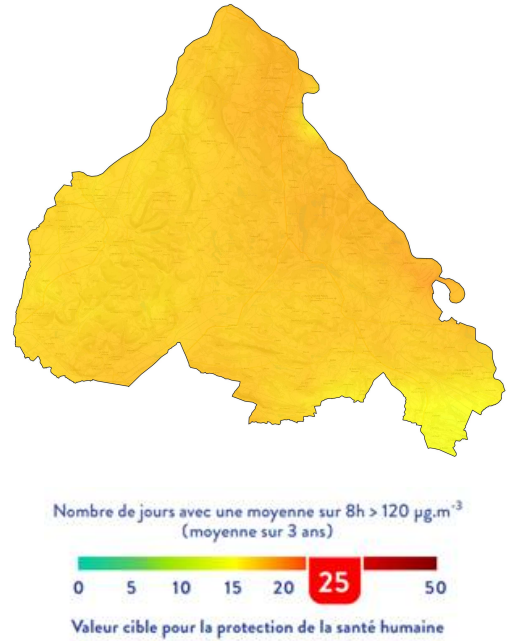 Nombre de jours avec une moyenne sur 8h > 120 µg.m⁻³
(moyenne sur 3 ans)
0 5 10 15 20 25 50
Valeur cible pour la protection de la santé humaine